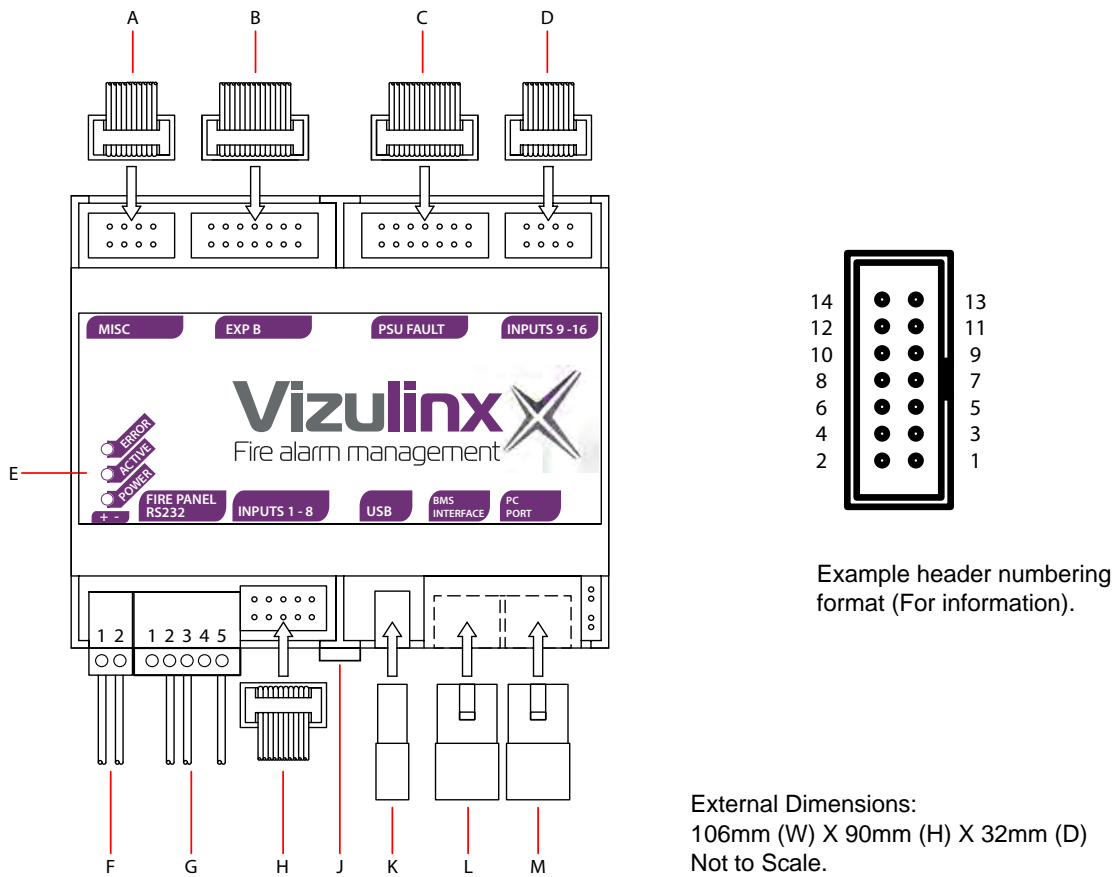 A B C D
MISC EXP B PSU FAULT INPUTS 9 -16
Vizulinx
Fire alarm management
ERROR
ACTIVE
POWER
E
+ -
FIRE PANEL
RS232
INPUTS 1 - 8
USB
BMS
INTERFACE
PC
PORT
1 2 1 2 3 4 5
F G H J K L M
14 13
12 11
10 9
8 7
6 5
4 3
2 1
Example header numbering
format (For information).
External Dimensions:
106mm (W) X 90mm (H) X 32mm (D)
Not to Scale.